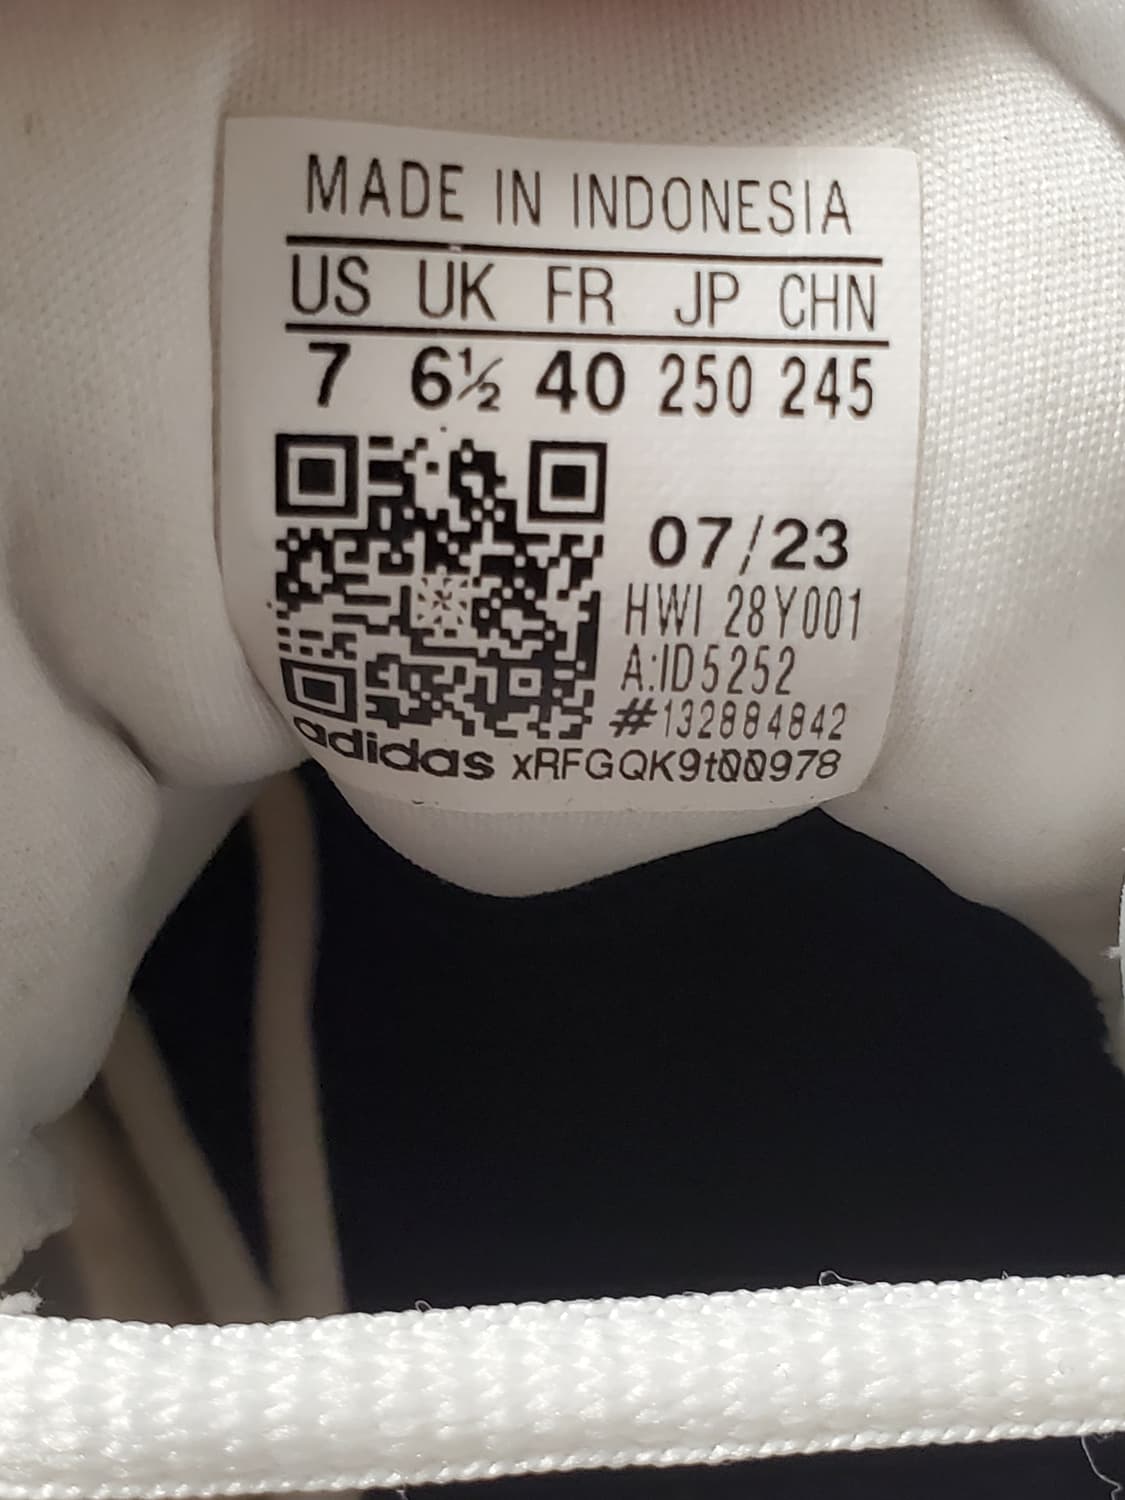 MADE IN INDONESIA
US UK FR JP CHN
7 6½ 40 250 245
07/23
HWI 28Y001
A:ID5252
#132884842
adidas xRFGQK9t00978